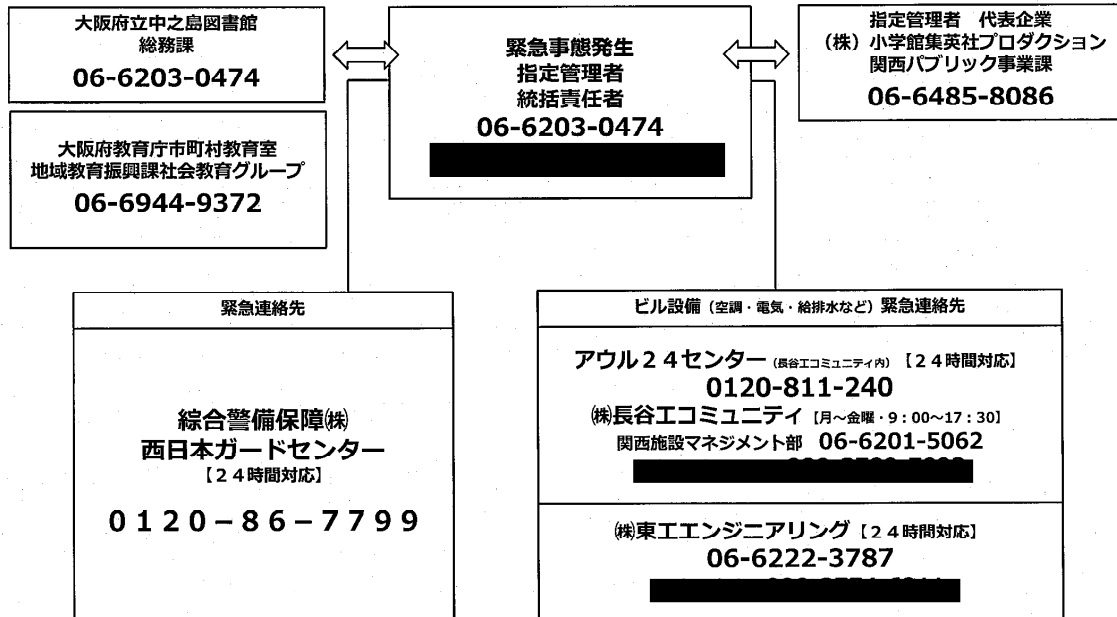 大阪府立中之島図書館
総務課
06-6203-0474
大阪府教育庁市町村教育室
地域教育振興課社会教育グループ
06-6944-9372
緊急事態発生
指定管理者
統括責任者
06-6203-0474
指定管理者　代表企業
（株）小学館集英社プロダクション
関西パブリック事業課
06-6485-8086
緊急連絡先
綜合警備保障㈱
西日本ガードセンター
【２４時間対応】
０１２０－８６－７７９９
ビル設備（空調・電気・給排水など）緊急連絡先
アウル２４センター（長谷工コミュニティ内）【２４時間対応】
0120-811-240
㈱長谷工コミュニティ【月～金曜・9：00～17：30】
関西施設マネジメント部　06-6201-5062
㈱東工エンジニアリング【２４時間対応】
06-6222-3787